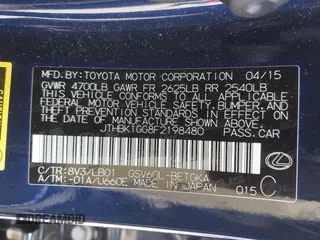 MFD.BY: TOYOTA MOTOR CORPORATION 04/15
GVWR 4700LB GAWR FR 2625LB RR 2540LB
THIS VEHICLE CONFORMS TO ALL APPLICABLE
FEDERAL MOTOR VEHICLE SAFETY, BUMPER, AND
THEFT PREVENTION STANDARDS IN EFFECT ON
THE DATE OF MANUFACTURE SHOWN ABOVE.
JTHBK1GG8F2198480 PASS.CAR
C/TR: 8V3/LB01 GSV60L-BETGKA
A/TM: -01A/U660E MADE IN JAPAN
015 C